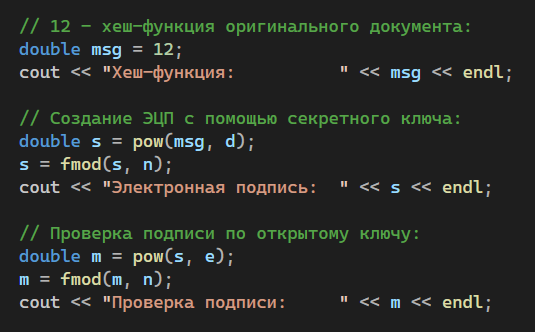 // 12 - хеш-функция оригинального документа:
double msg = 12;
cout << "Хеш-функция:          " << msg << endl;
// Создание ЭЦП с помощью секретного ключа:
double s = pow(msg, d);
s = fmod(s, n);
cout << "Электронная подпись:  " << s << endl;
// Проверка подписи по открытому ключу:
double m = pow(s, e);
m = fmod(m, n);
cout << "Проверка подписи:     " << m << endl;